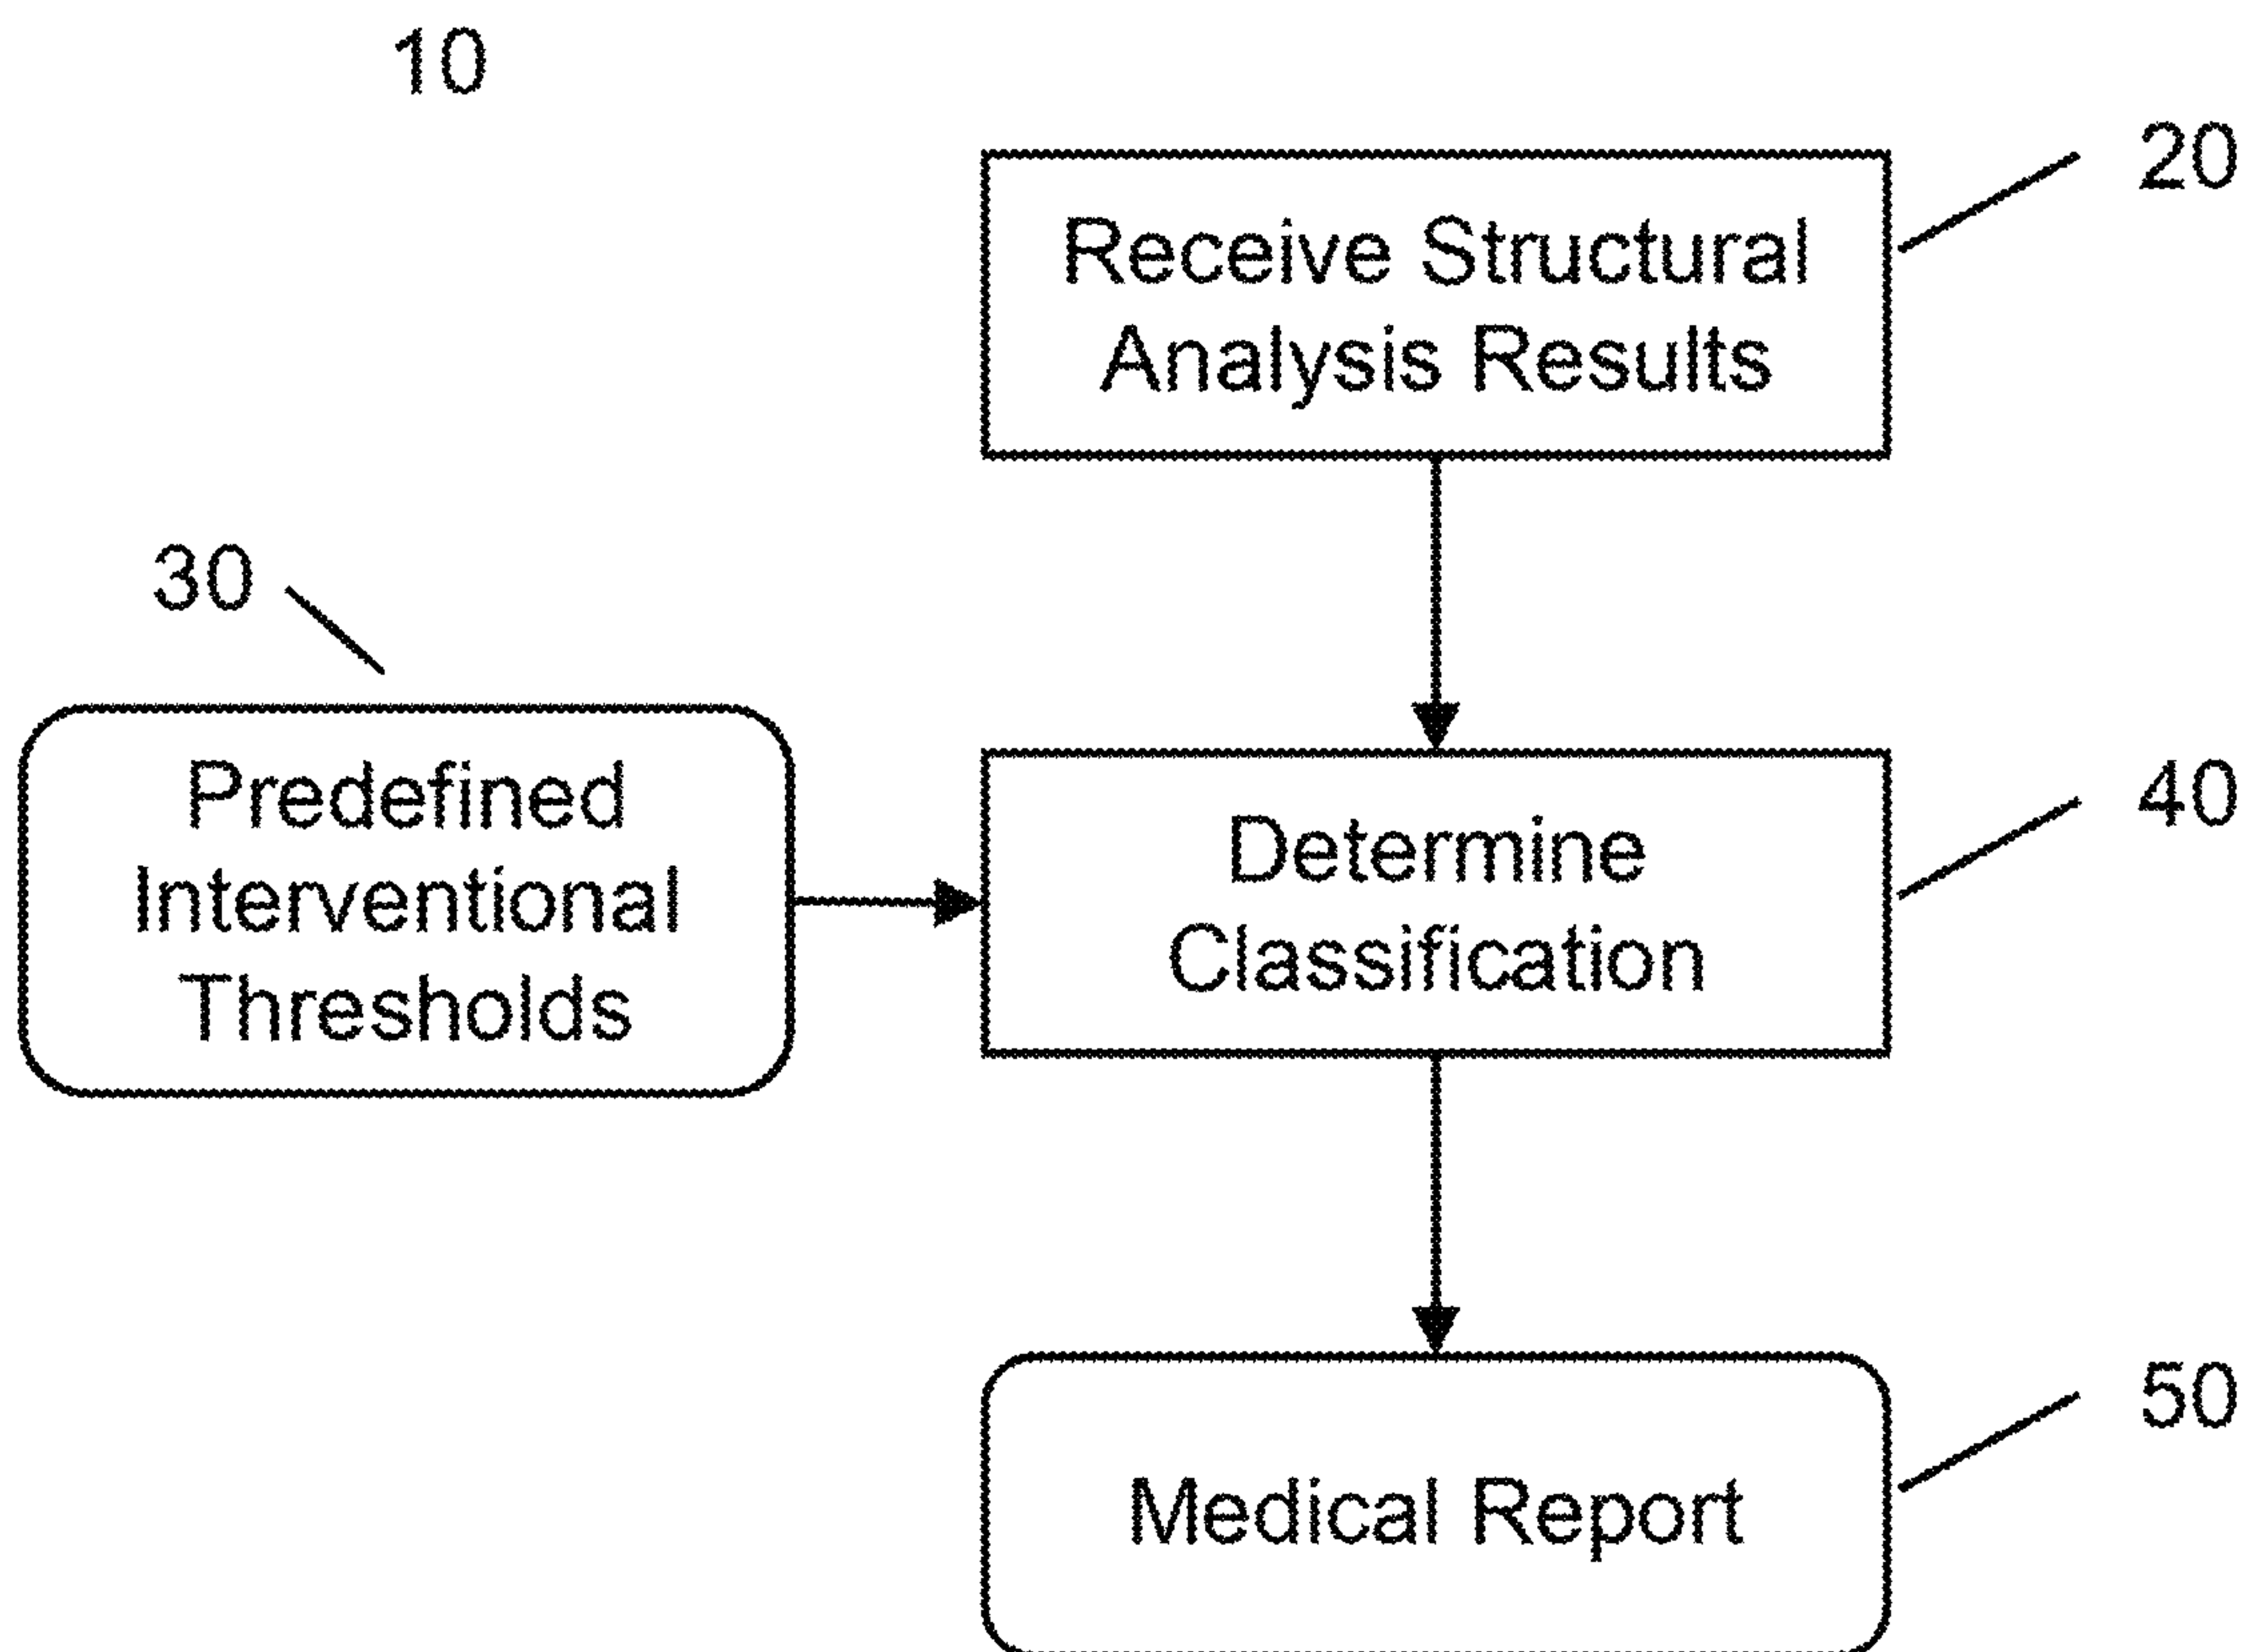 10
20
Receive Structural
Analysis Results
30
Predefined
Interventional
Thresholds
40
Determine
Classification
50
Medical Report